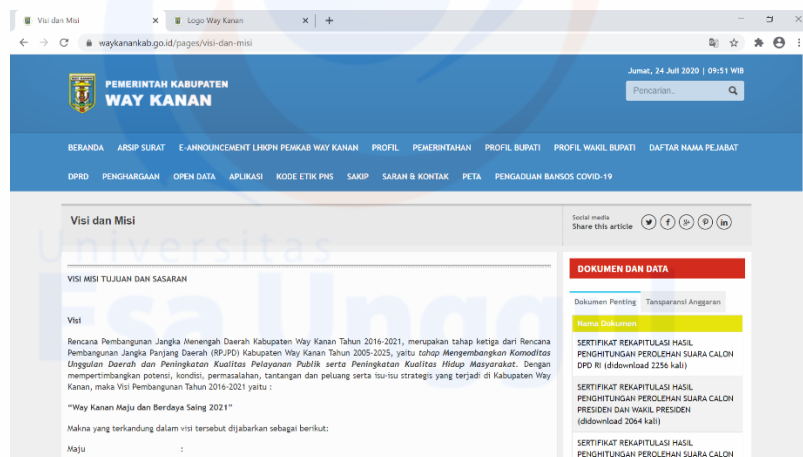 Visi dan Misi
Logo Way Kanan
waykanankab.go.id/pages/visi-dan-misi
Jumat, 24 Juli 2020 | 09:51 WIB
PEMERINTAH KABUPATEN
WAY KANAN
Pencarian..
BERANDA ARSIP SURAT E-ANNOUNCEMENT LHKPN PEMKAB WAY KANAN PROFIL PEMERINTAHAN PROFIL BUPATI PROFIL WAKIL BUPATI DAFTAR NAMA PEJABAT
DPRD PENGHARGAAN OPEN DATA APLIKASI KODE ETIK PNS SAKIP SARAN & KONTAK PETA PENGADUAN BANSOS COVID-19
Visi dan Misi
Social media
Share this article
Universitas
Esa Unggul
VISI MISI TUJUAN DAN SASARAN
Visi
Rencana Pembangunan Jangka Menengah Daerah Kabupaten Way Kanan Tahun 2016-2021, merupakan tahap ketiga dari Rencana
Pembangunan Jangka Panjang Daerah (RPJPD) Kabupaten Way Kanan Tahun 2005-2025, yaitu tahap Mengembangkan Komoditas
Unggulan Daerah dan Peningkatan Kualitas Pelayanan Publik serta Peningkatan Kualitas Hidup Masyarakat. Dengan
mempertimbangkan potensi, kondisi, permasalahan, tantangan dan peluang serta isu-isu strategis yang terjadi di Kabupaten Way
Kanan, maka Visi Pembangunan Tahun 2016-2021 yaitu :
“Way Kanan Maju dan Berdaya Saing 2021”
Makna yang terkandung dalam visi tersebut dijabarkan sebagai berikut:
Maju :
DOKUMEN DAN DATA
Dokumen Penting Tansparansi Anggaran
Nama Dokumen
SERTIFIKAT REKAPITULASI HASIL
PENGHITUNGAN PEROLEHAN SUARA CALON
DPD RI (didownload 2256 kali)
SERTIFIKAT REKAPITULASI HASIL
PENGHITUNGAN PEROLEHAN SUARA CALON
PRESIDEN DAN WAKIL PRESIDEN
(didownload 2064 kali)
SERTIFIKAT REKAPITULASI HASIL
PENGHITUNGAN PEROLEHAN SUARA CALON